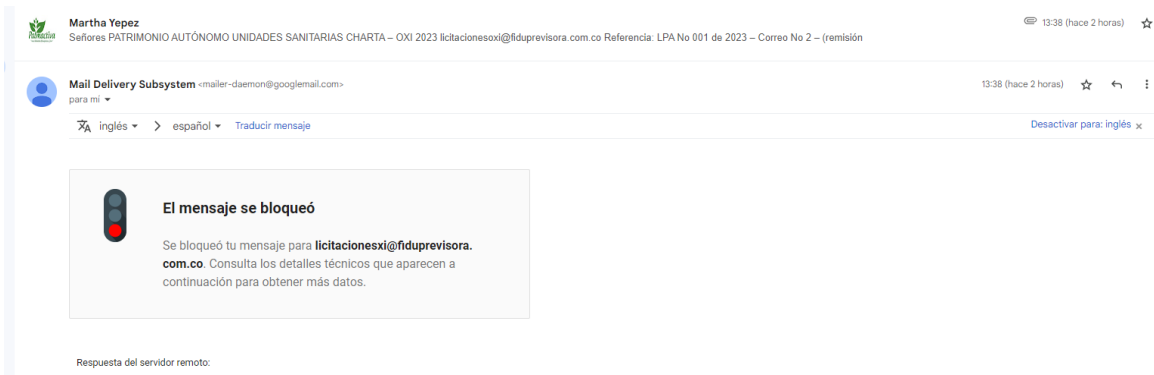 Martha Yepez
13:38 (hace 2 horas)
Señores PATRIMONIO AUTÓNOMO UNIDADES SANITARIAS CHARTA – OXI 2023 licitacionesoxi@fiduprevisora.com.co Referencia: LPA No 001 de 2023 – Correo No 2 – (remisión
Mail Delivery Subsystem <mailer-daemon@googlemail.com>
13:38 (hace 2 horas)
para mí
inglés
español
Traducir mensaje
Desactivar para: inglés x
El mensaje se bloqueó
Se bloqueó tu mensaje para licitacionesxi@fiduprevisora.
com.co. Consulta los detalles técnicos que aparecen a
continuación para obtener más datos.
Respuesta del servidor remoto: